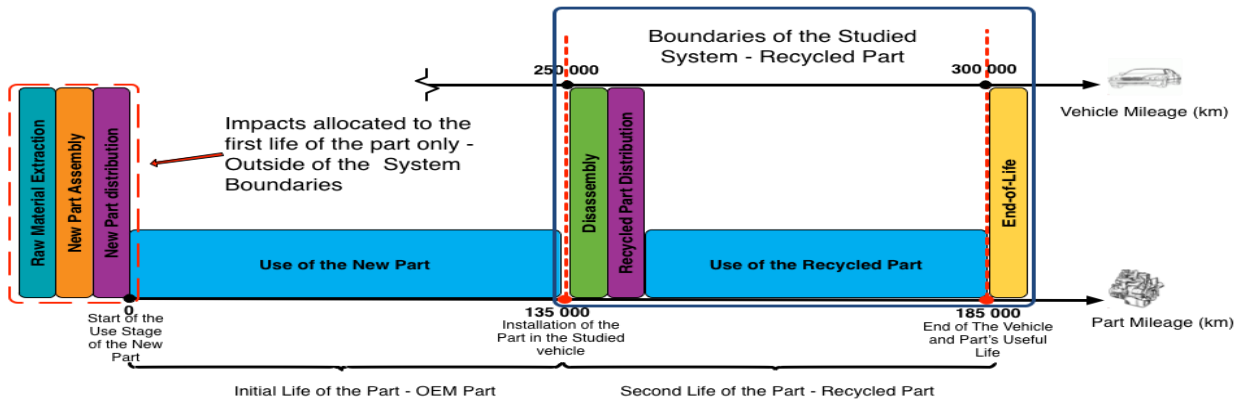 Boundaries of the Studied
System - Recycled Part
250 000
300 000
Vehicle Mileage (km)
Impacts allocated to the
first life of the part only -
Outside of the System
Boundaries
Raw Material Extraction
New Part Assembly
New Part distribution
Disassembly
Recycled Part Distribution
End-of-Life
Use of the New Part
Use of the Recycled Part
0
Start of the
Use Stage
of the New
Part
135 000
Installation of the
Part in the Studied
vehicle
185 000
End of The Vehicle
and Part's Useful
Life
Part Mileage (km)
Initial Life of the Part - OEM Part
Second Life of the Part - Recycled Part